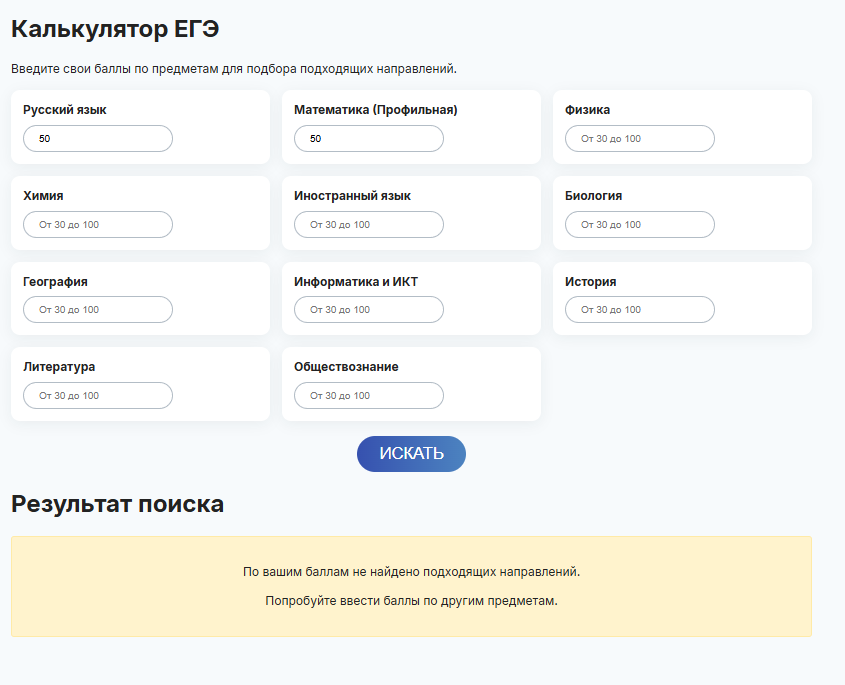 Калькулятор ЕГЭ
Введите свои баллы по предметам для подбора подходящих направлений.
Русский язык
50
Математика (Профильная)
50
Физика
От 30 до 100
Химия
От 30 до 100
Иностранный язык
От 30 до 100
Биология
От 30 до 100
География
От 30 до 100
Информатика и ИКТ
От 30 до 100
История
От 30 до 100
Литература
От 30 до 100
Обществознание
От 30 до 100
ИСКАТЬ
Результат поиска
По вашим баллам не найдено подходящих направлений.
Попробуйте ввести баллы по другим предметам.